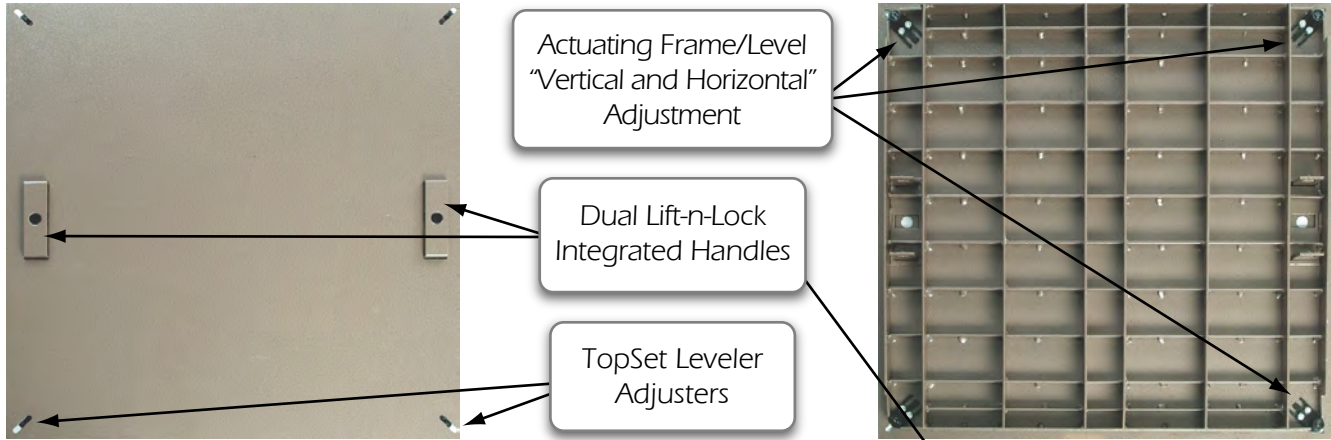 Actuating Frame/Level
“Vertical and Horizontal”
Adjustment
Dual Lift-n-Lock
Integrated Handles
TopSet Leveler
Adjusters